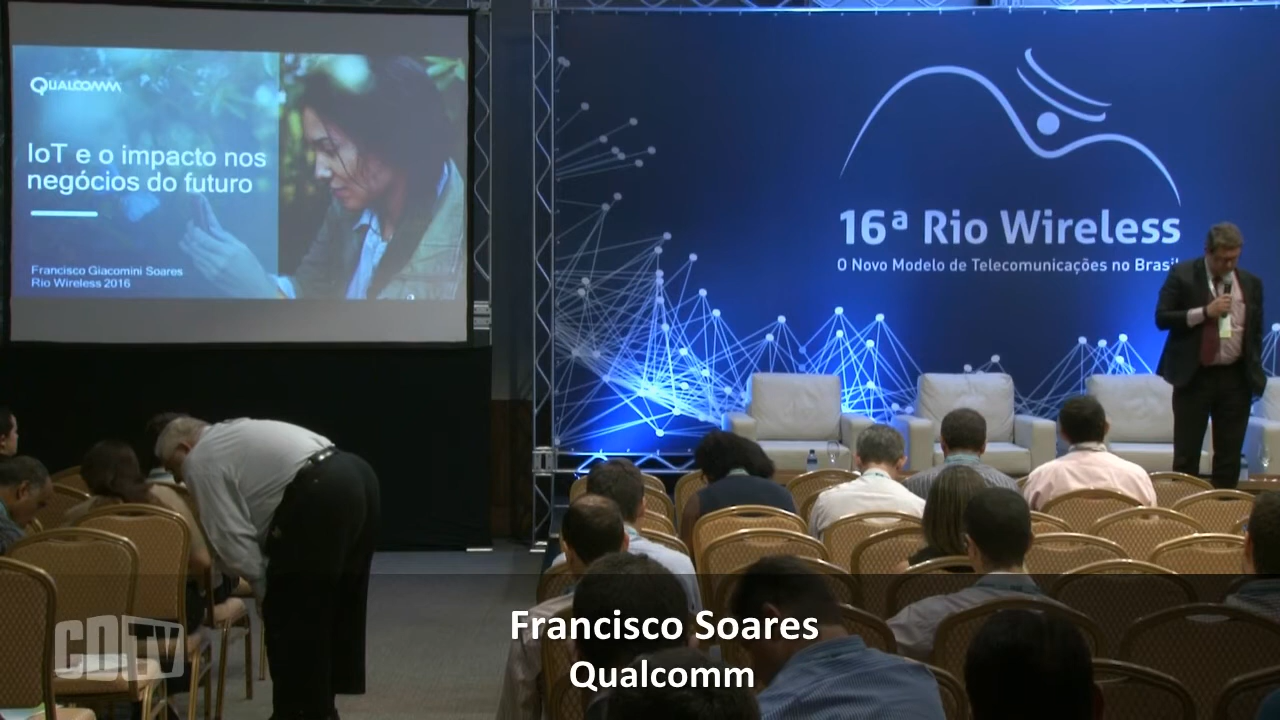 QUALCOMM
IoT e o impacto nos
negócios do futuro
Francisco Giacomini Soares
Rio Wireless 2016
16ª Rio Wireless
O Novo Modelo de Telecomunicações no Brasil
Francisco Soares
Qualcomm
CDTV